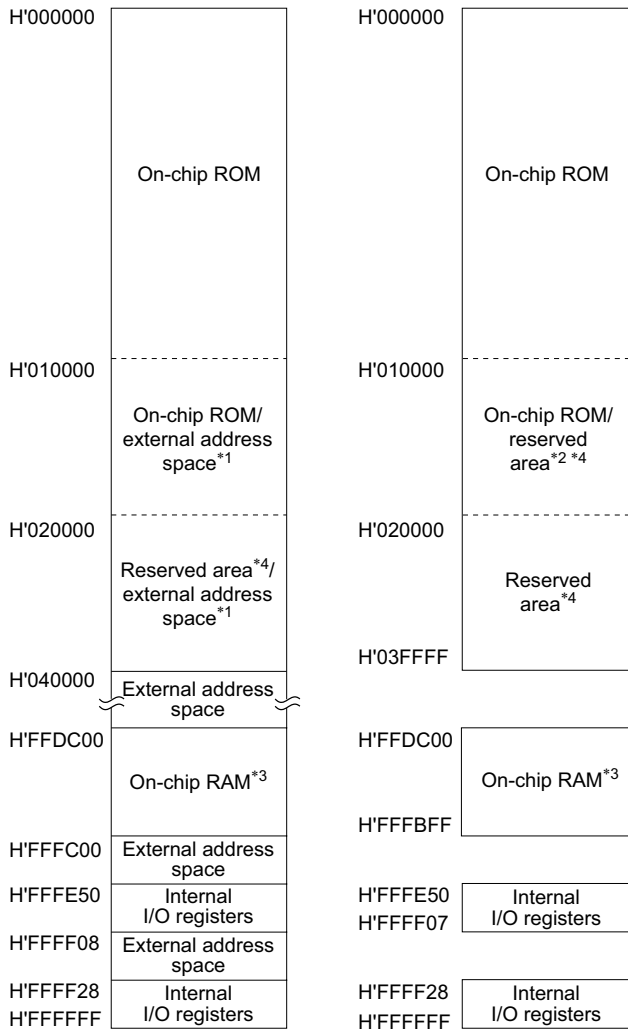 H'000000
On-chip ROM
H'010000
On-chip ROM/
external address
space*1
H'020000
Reserved area*4/
external address
space*1
H'040000
External address
space
H'FFDC00
On-chip RAM*3
H'FFFC00
External address
space
H'FFFE50
Internal
I/O registers
H'FFFF08
External address
space
H'FFFF28
Internal
I/O registers
H'FFFFFF
H'000000
On-chip ROM
H'010000
On-chip ROM/
reserved
area*2 *4
H'020000
Reserved
area*4
H'03FFFF
H'FFDC00
On-chip RAM*3
H'FFFBFF
H'FFFE50
Internal
I/O registers
H'FFFF07
H'FFFF28
Internal
I/O registers
H'FFFFFF